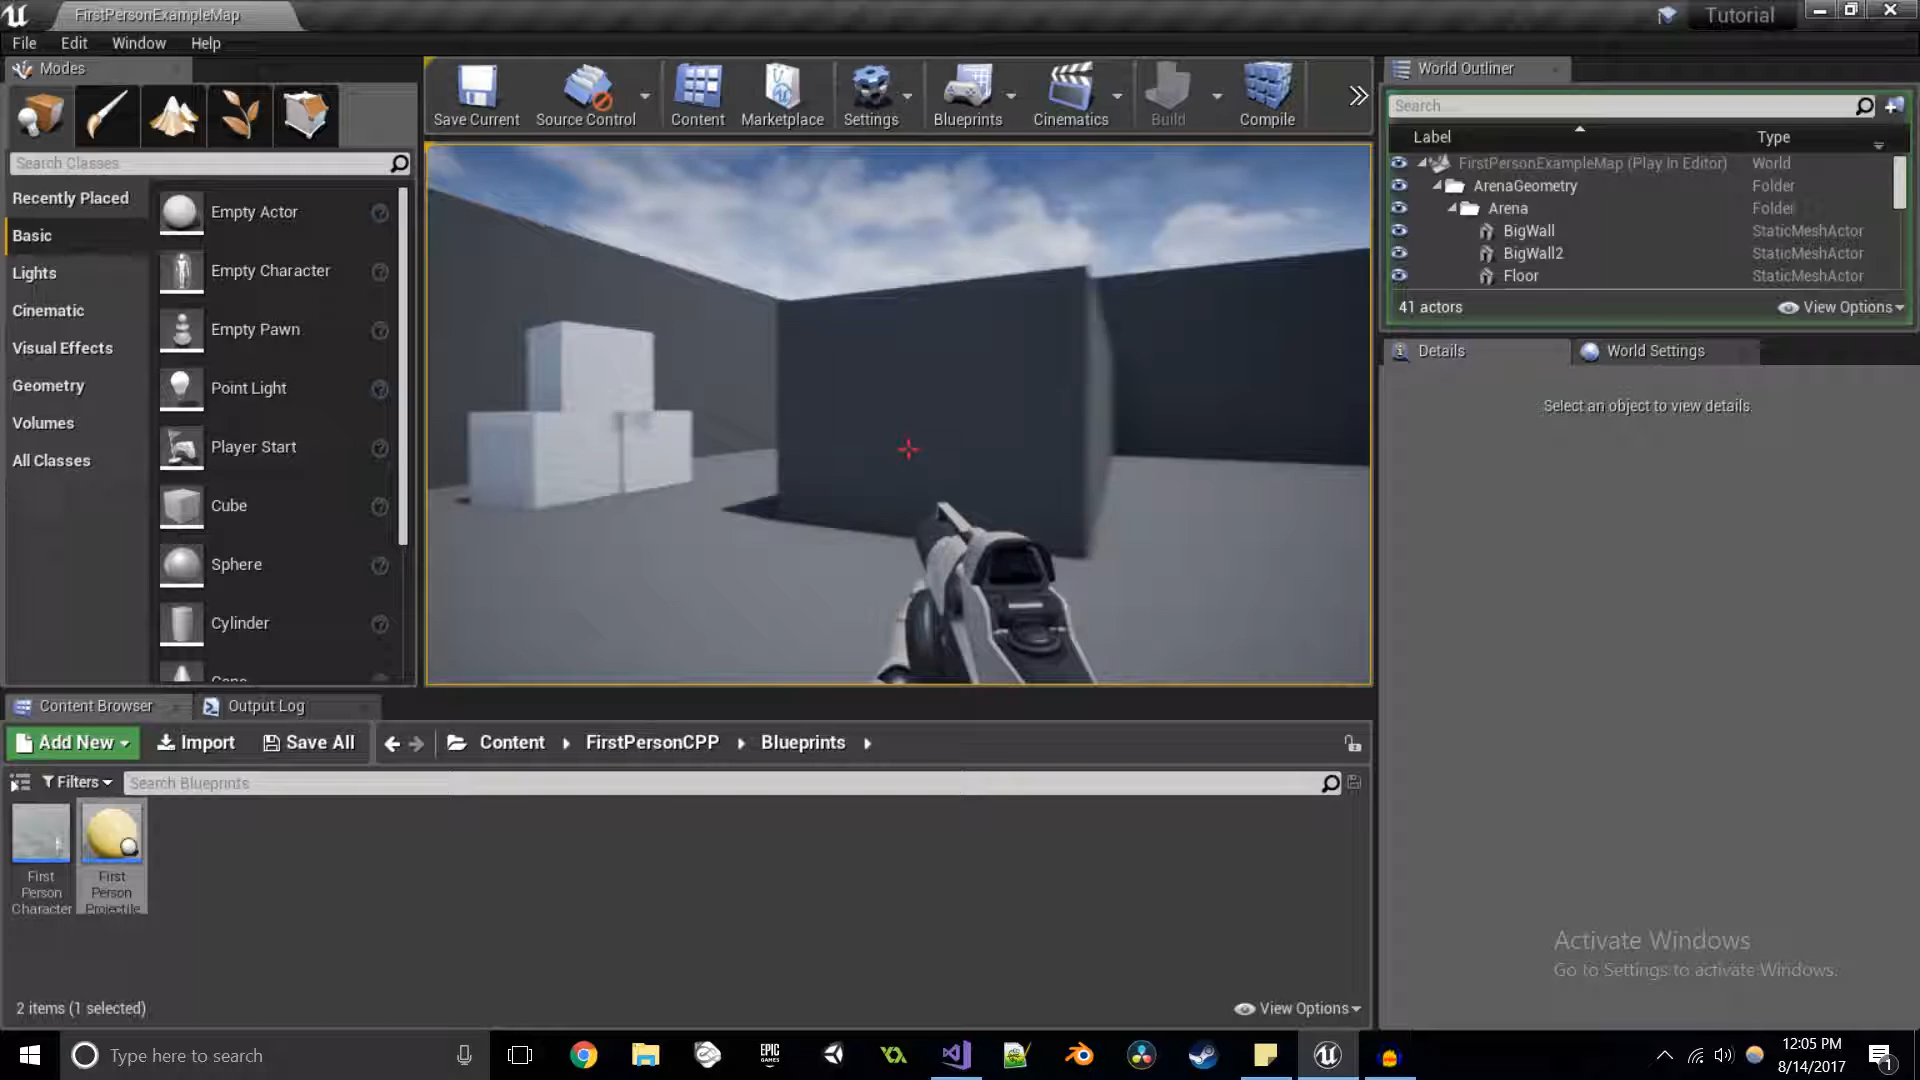 FirstPersonExampleMap
Tutorial
File Edit Window Help
Modes
Search Classes
Recently Placed
Basic
Lights
Cinematic
Visual Effects
Geometry
Volumes
All Classes
Empty Actor
Empty Character
Empty Pawn
Point Light
Player Start
Cube
Sphere
Cylinder
Save Current
Source Control
Content
Marketplace
Settings
Blueprints
Cinematics
Build
Compile
World Outliner
Search
Label Type
FirstPersonExampleMap (Play In Editor) World
ArenaGeometry Folder
Arena Folder
BigWall StaticMeshActor
BigWall2 StaticMeshActor
Floor StaticMeshActor
41 actors View Options
Details World Settings
Select an object to view details.
Content Browser Output Log
Add New Import Save All Content FirstPersonCPP Blueprints
Filters Search Blueprints
First
Person
Character
First
Person
Projectile
2 items (1 selected) View Options
Activate Windows
Go to Settings to activate Windows.
Type here to search
EPIC
GAMES
12:05 PM
8/14/2017
1